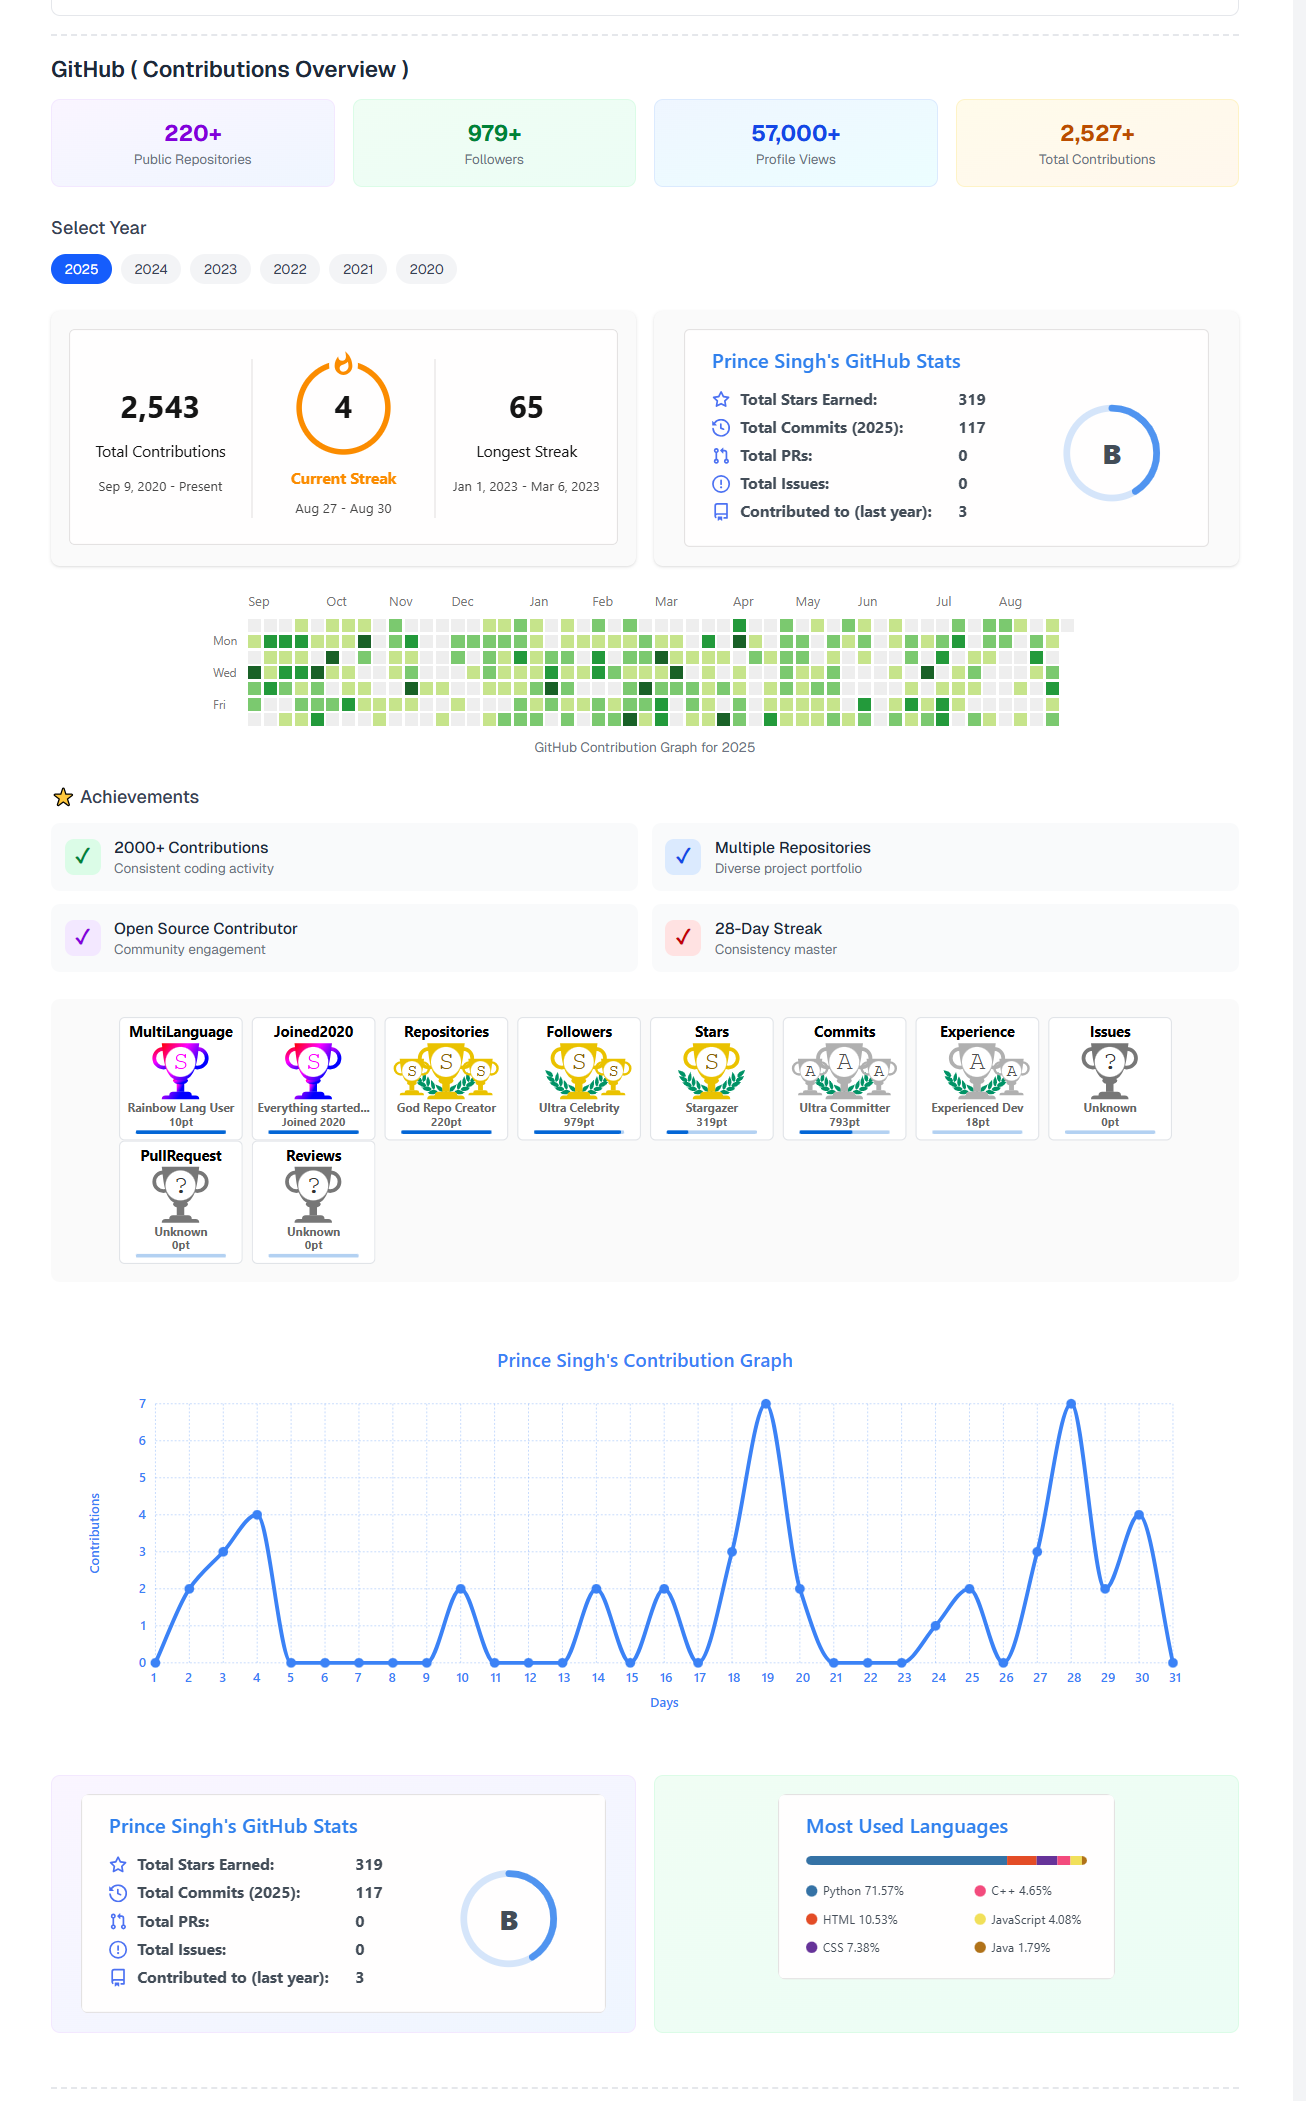 GitHub ( Contributions Overview )
220+
Public Repositories
979+
Followers
57,000+
Profile Views
2,527+
Total Contributions
Select Year
2025 2024 2023 2022 2021 2020
2,543
Total Contributions
Sep 9, 2020 - Present
4
Current Streak
Aug 27 - Aug 30
65
Longest Streak
Jan 1, 2023 - Mar 6, 2023
Prince Singh's GitHub Stats
Total Stars Earned: 319
Total Commits (2025): 117
Total PRs: 0
Total Issues: 0
Contributed to (last year): 3
B
Sep Oct Nov Dec Jan Feb Mar Apr May Jun Jul Aug
Mon
Wed
Fri
GitHub Contribution Graph for 2025
Achievements
2000+ Contributions
Consistent coding activity
Multiple Repositories
Diverse project portfolio
Open Source Contributor
Community engagement
28-Day Streak
Consistency master
MultiLanguage
S
Rainbow Lang User
10pt
Joined2020
S
Everything started...
Joined 2020
Repositories
S S S
God Repo Creator
220pt
Followers
S S
Ultra Celebrity
979pt
Stars
S
Stargazer
319pt
Commits
A A A
Ultra Committer
793pt
Experience
A A
Experienced Dev
18pt
Issues
?
Unknown
0pt
PullRequest
?
Unknown
0pt
Reviews
?
Unknown
0pt
Prince Singh's Contribution Graph
7
6
5
4
3
2
1
0
Contributions
1 2 3 4 5 6 7 8 9 10 11 12 13 14 15 16 17 18 19 20 21 22 23 24 25 26 27 28 29 30 31
Days
Prince Singh's GitHub Stats
Total Stars Earned: 319
Total Commits (2025): 117
Total PRs: 0
Total Issues: 0
Contributed to (last year): 3
B
Most Used Languages
Python 71.57%
HTML 10.53%
CSS 7.38%
C++ 4.65%
JavaScript 4.08%
Java 1.79%